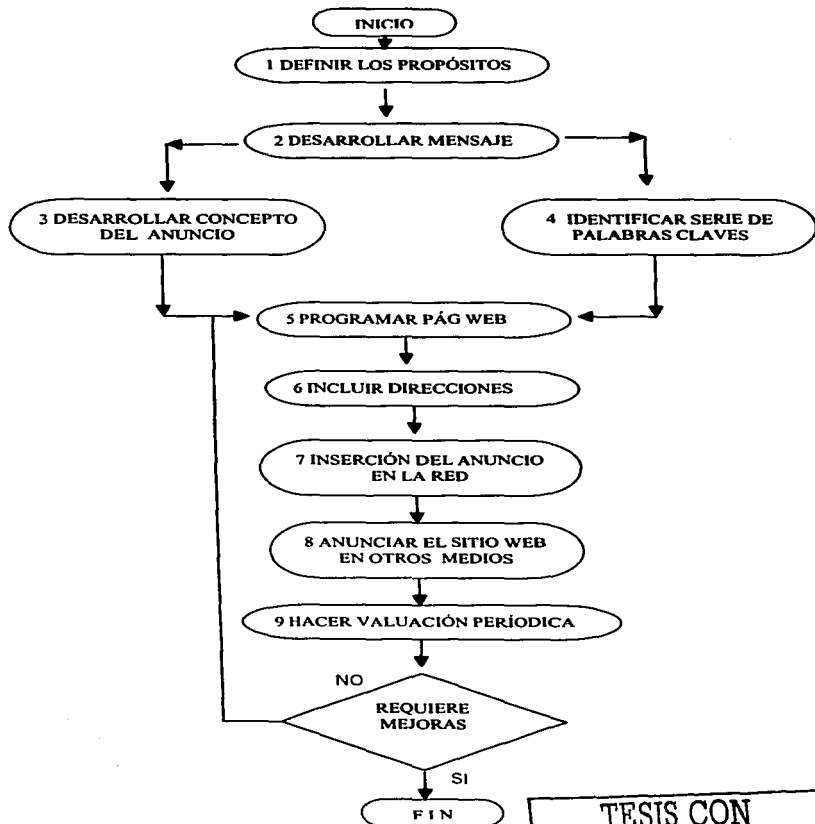 INICIO
1 DEFINIR LOS PROPÓSITOS
2 DESARROLLAR MENSAJE
3 DESARROLLAR CONCEPTO
DEL ANUNCIO
4 IDENTIFICAR SERIE DE
PALABRAS CLAVES
5 PROGRAMAR PÁG WEB
6 INCLUIR DIRECCIONES
7 INSERCIÓN DEL ANUNCIO
EN LA RED
8 ANUNCIAR EL SITIO WEB
EN OTROS MEDIOS
9 HACER VALUACIÓN PERÍODICA
NO
REQUIERE
MEJORAS
SI
FIN
TESIS CON